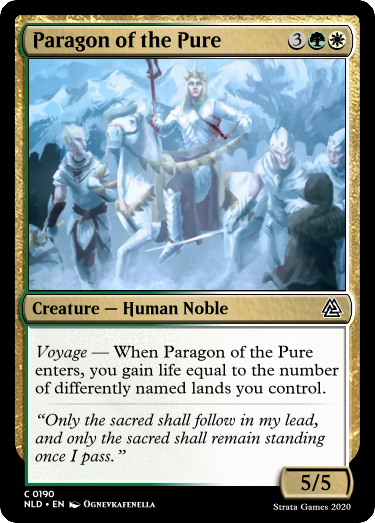 Paragon of the Pure 3
Creature — Human Noble
Voyage — When Paragon of the Pure
enters, you gain life equal to the number
of differently named lands you control.
“Only the sacred shall follow in my lead,
and only the sacred shall remain standing
once I pass.”
5/5
C 0190
NLD • EN Ognevkafenella
Strata Games 2020